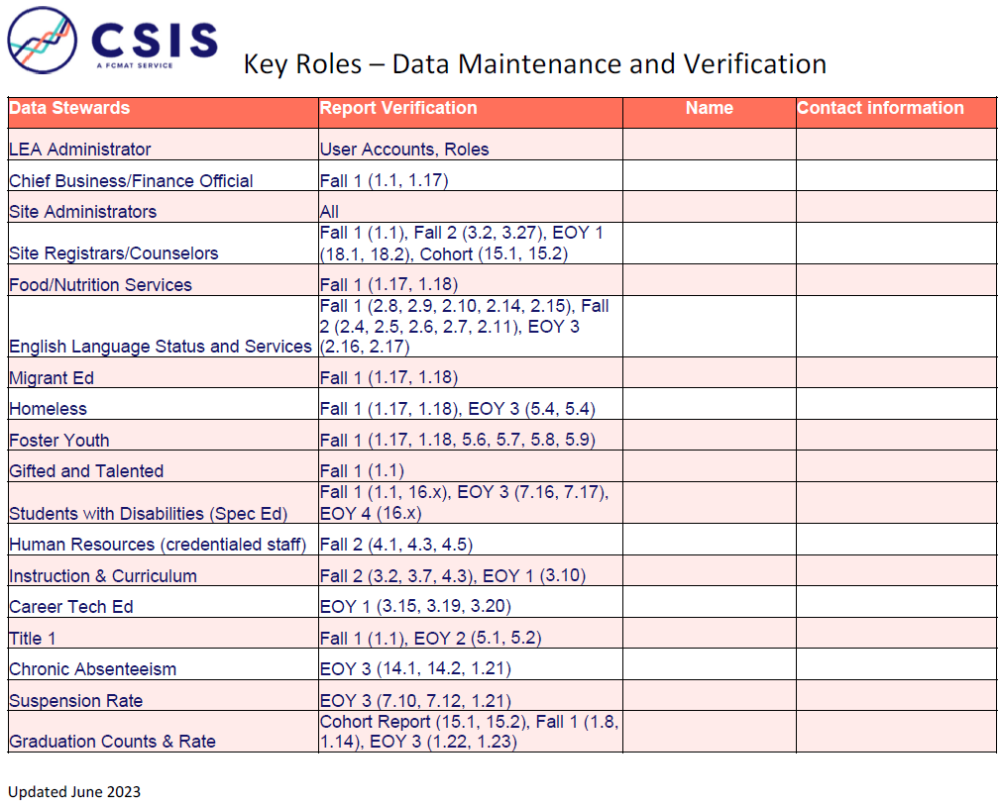 CSIS
A FCMAT SERVICE
Key Roles – Data Maintenance and Verification
Data Stewards Report Verification Name Contact information
LEA Administrator User Accounts, Roles
Chief Business/Finance Official Fall 1 (1.1, 1.17)
Site Administrators All
Fall 1 (1.1), Fall 2 (3.2, 3.27), EOY 1
Site Registrars/Counselors (18.1, 18.2), Cohort (15.1, 15.2)
Food/Nutrition Services Fall 1 (1.17, 1.18)
Fall 1 (2.8, 2.9, 2.10, 2.14, 2.15), Fall
2 (2.4, 2.5, 2.6, 2.7, 2.11), EOY 3
English Language Status and Services (2.16, 2.17)
Migrant Ed Fall 1 (1.17, 1.18)
Homeless Fall 1 (1.17, 1.18), EOY 3 (5.4, 5.4)
Foster Youth Fall 1 (1.17, 1.18, 5.6, 5.7, 5.8, 5.9)
Gifted and Talented Fall 1 (1.1)
Fall 1 (1.1, 16.x), EOY 3 (7.16, 7.17),
Students with Disabilities (Spec Ed) EOY 4 (16.x)
Human Resources (credentialed staff) Fall 2 (4.1, 4.3, 4.5)
Instruction & Curriculum Fall 2 (3.2, 3.7, 4.3), EOY 1 (3.10)
Career Tech Ed EOY 1 (3.15, 3.19, 3.20)
Title 1 Fall 1 (1.1), EOY 2 (5.1, 5.2)
Chronic Absenteeism EOY 3 (14.1, 14.2, 1.21)
Suspension Rate EOY 3 (7.10, 7.12, 1.21)
Cohort Report (15.1, 15.2), Fall 1 (1.8,
Graduation Counts & Rate 1.14), EOY 3 (1.22, 1.23)
Updated June 2023